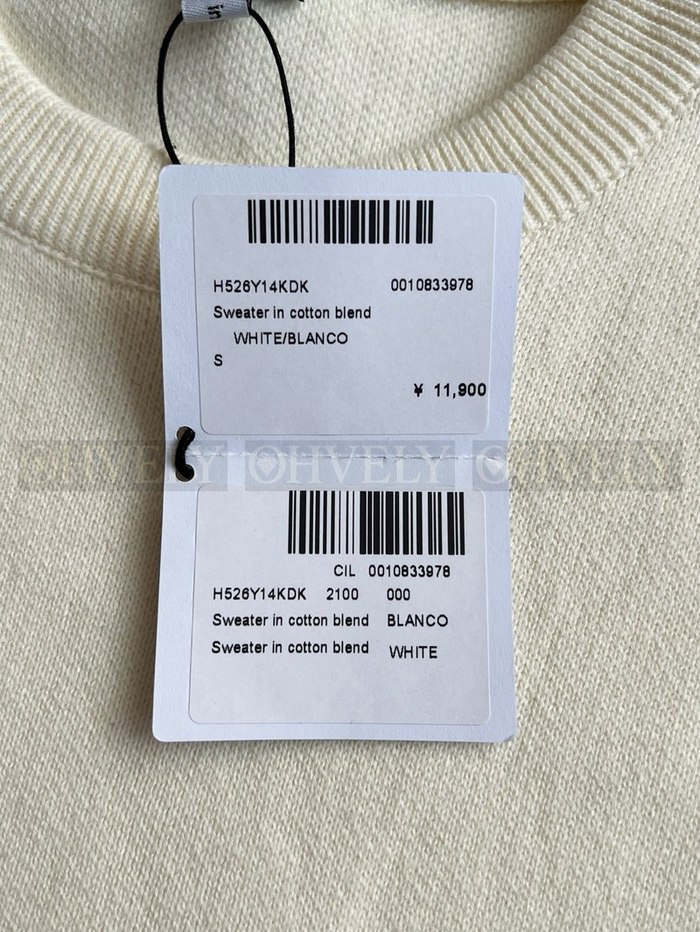 in
H526Y14KDK 0010833978
Sweater in cotton blend
WHITE/BLANCO
S
¥ 11,900
OHVELY OHVELY OHVELY
CIL 0010833978
H526Y14KDK 2100 000
Sweater in cotton blend BLANCO
Sweater in cotton blend WHITE